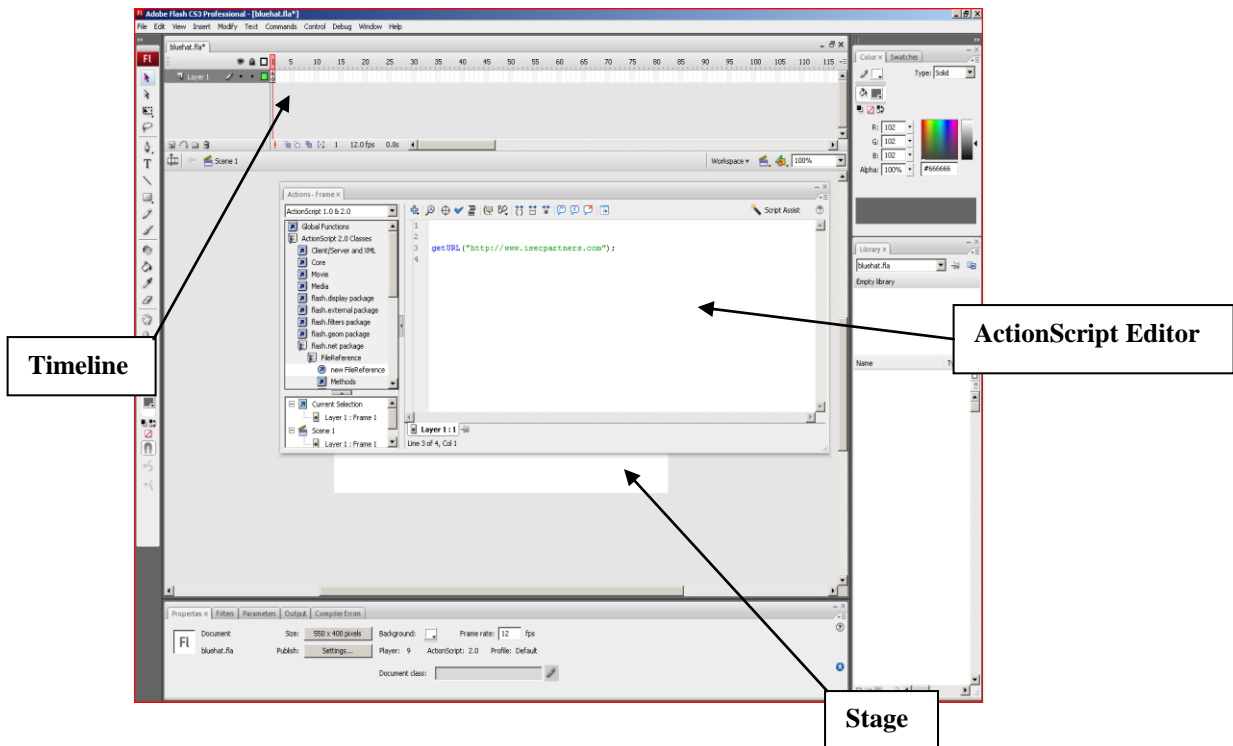 Adobe Flash CS3 Professional - [bluehat.fla*]
File Edit View Insert Modify Text Commands Control Debug Window Help
bluehat.fla*
Fl
1 5 10 15 20 25 30 35 40 45 50 55 60 65 70 75 80 85 90 95 100 105 110 115
Layer 1
1 12.0 fps 0.0s
Scene 1
Workspace 100%
Actions - Frame ×
ActionScript 1.0 & 2.0
Script Assist
Global Functions
ActionScript 2.0 Classes
Client/Server and XML
Core
Movie
Media
flash.display package
flash.external package
flash.filters package
flash.geom package
flash.net package
FileReference
new FileReference
Methods
1
2
3 getURL("http://www.isecpartners.com");
4
Current Selection
Layer 1 : Frame 1
Scene 1
Layer 1 : Frame 1
Layer 1 : 1
Line 3 of 4, Col 1
Color × Swatches
Type: Solid
R: 102
G: 102
B: 102
Alpha: 100% #666666
Library ×
bluehat.fla
Empty library
Name
Timeline
ActionScript Editor
Stage
Properties × Filters Parameters Output Compiler Errors
Fl
Document Size: 550 x 400 pixels Background: Frame rate: 12 fps
bluehat.fla Publish: Settings... Player: 9 ActionScript: 2.0 Profile: Default
Document class: